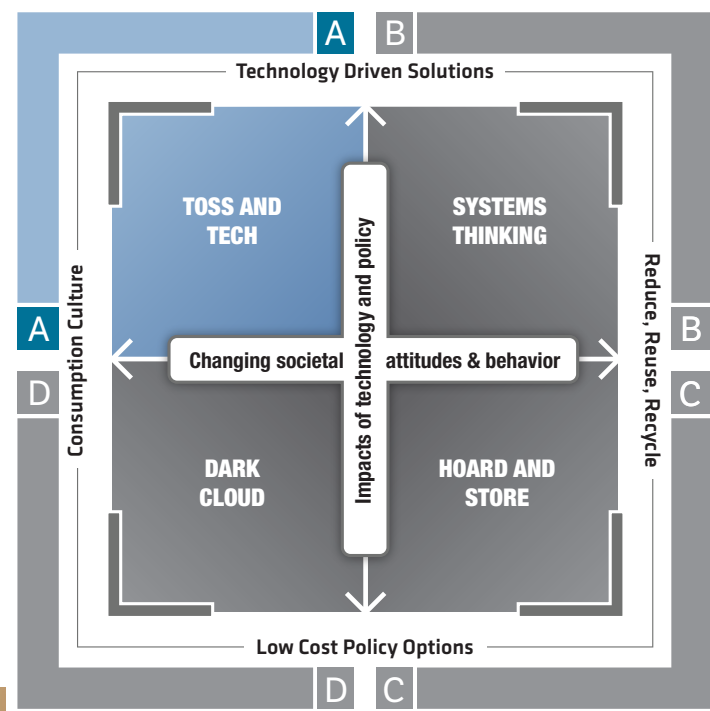 A B
Technology Driven Solutions
TOSS AND
TECH
SYSTEMS
THINKING
Impacts of technology and policy
Consumption Culture
Reduce, Reuse, Recycle
A
B
Changing societal attitudes & behavior
D
C
DARK
CLOUD
HOARD AND
STORE
Low Cost Policy Options
D C